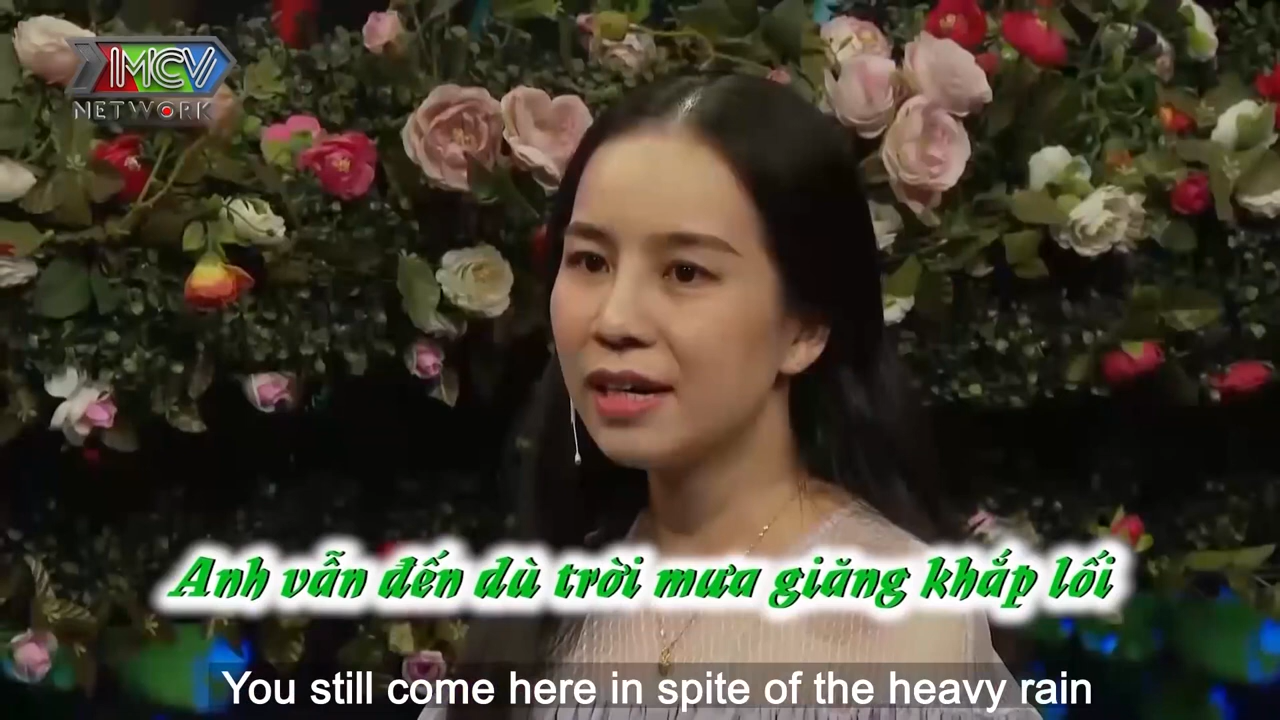 MCV
NETWORK
Anh vẫn đến dù trời mưa giăng khắp lối
You still come here in spite of the heavy rain